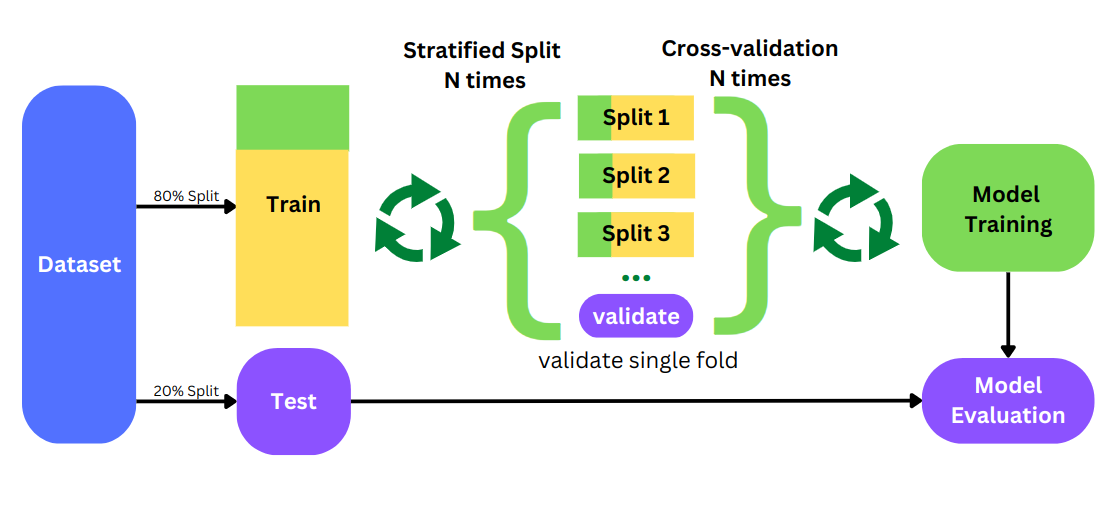 Stratified Split
N times
Cross-validation
N times
Dataset
80% Split
Train
Split 1
Split 2
Split 3
...
validate
validate single fold
Model
Training
20% Split
Test
Model
Evaluation